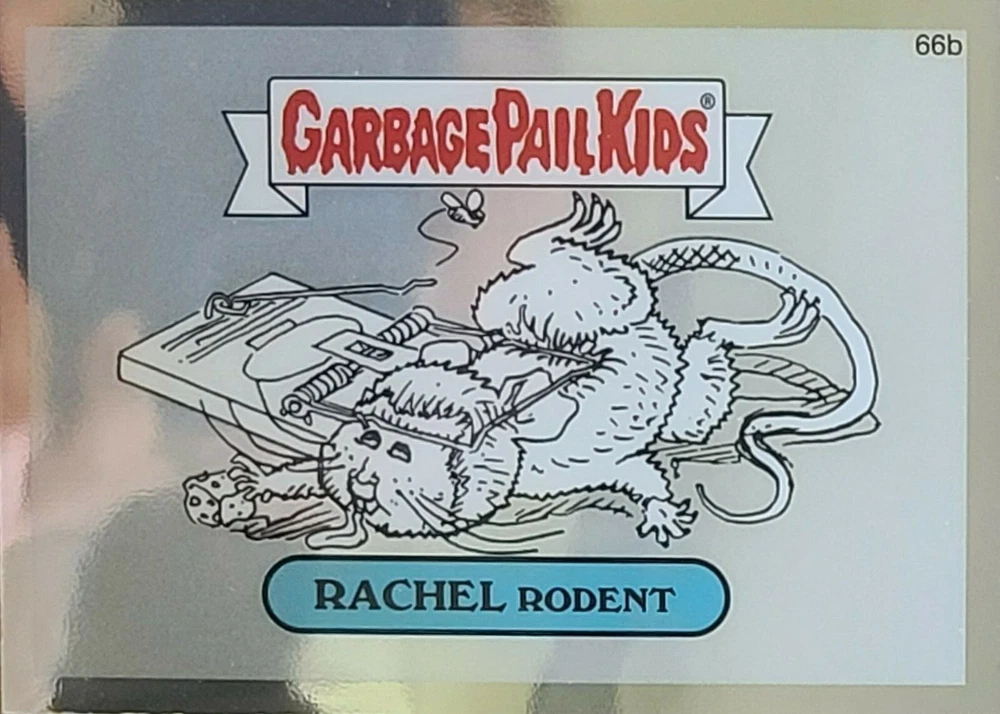 66b
GARBAGE PAIL KIDS®
RACHEL RODENT